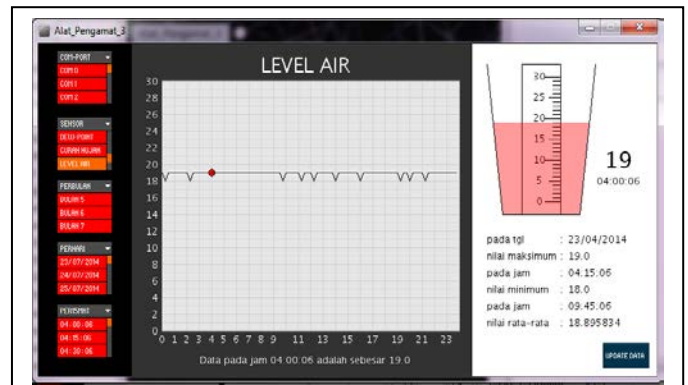 Alat_Pengamat_3
COM-PORT
COM 0
COM 1
COM 2
SENSOR
DEW-POINT
CURAH HUJAN
LEVEL AIR
PERBULAN
BULAN 5
BULAN 6
BULAN 7
PERHARI
23/07/2014
24/07/2014
25/07/2014
04:00:06
04:15:06
04:30:06
LEVEL AIR
30
28
26
24
22
20
18
16
14
12
10
8
6
4
2
0
0 1 2 3 4 5 6 7 8 9 10 11 13 15 17 19 21 23
Data pada jam 04:00:06 adalah sebesar 19.0
30
25
20
15
10
5
0
19
04:00:06
pada tgl : 23/04/2014
nilai maksimum : 19.0
pada jam : 04.15.06
nilai minimum : 18.0
pada jam : 09.45.06
nilai rata-rata : 18.895834
UPDATE DATA